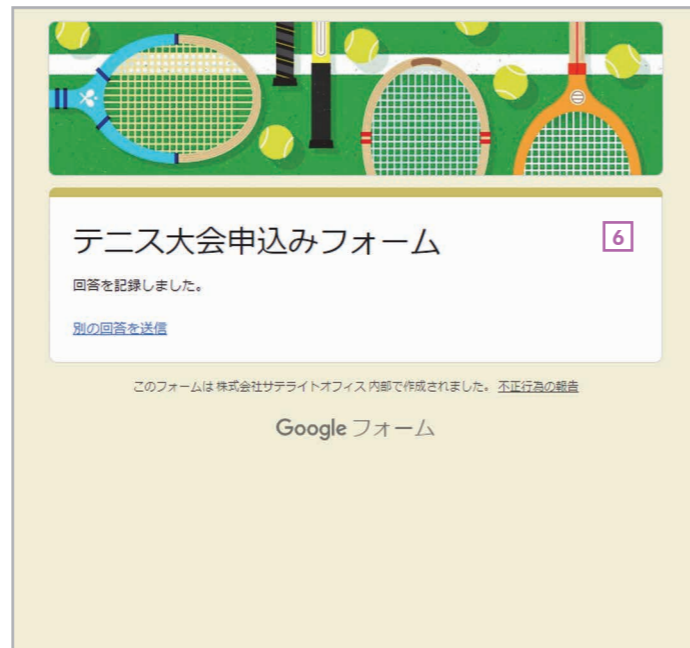 テニス大会申込みフォーム
6
回答を記録しました。
別の回答を送信
このフォームは 株式会社サテライトオフィス 内部で作成されました。 不正行為の報告
Google フォーム